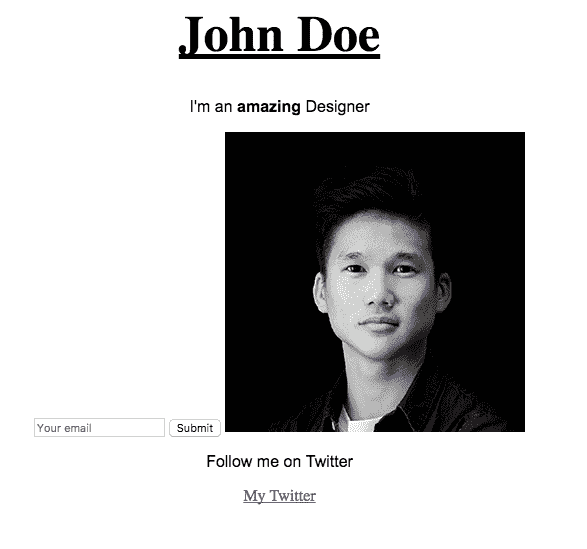 John Doe
I'm an amazing Designer
Your email Submit
Follow me on Twitter
My Twitter